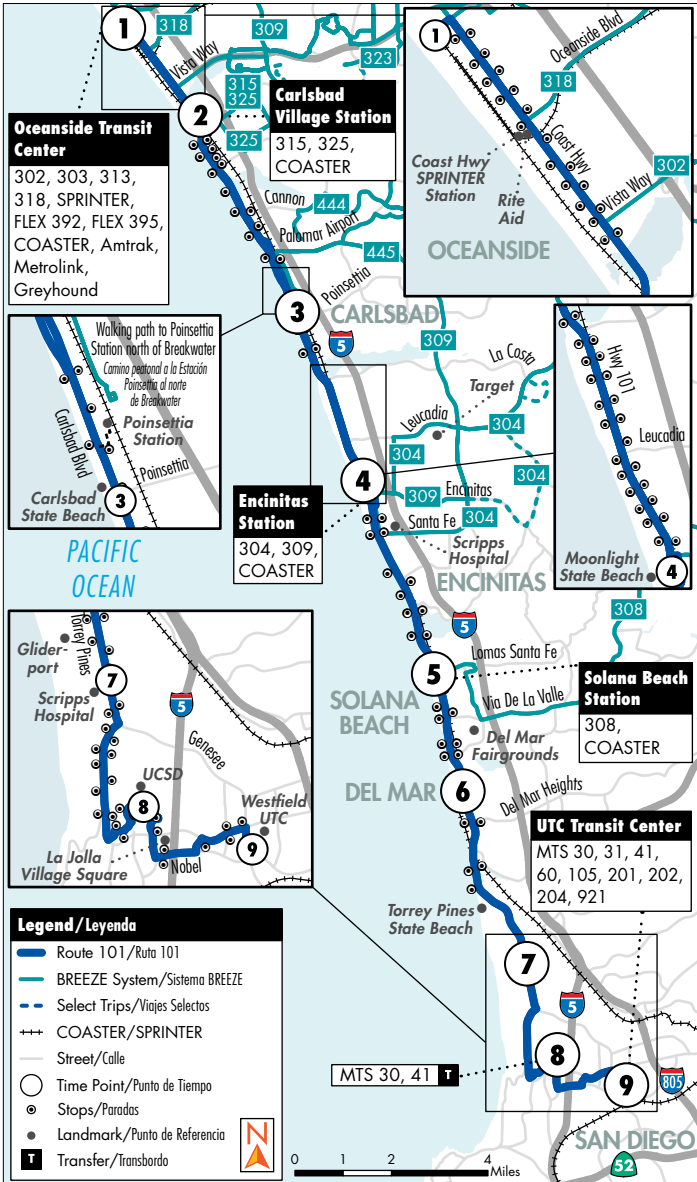 1
318
309
323
Vista Way
315
325
325
2
Oceanside Transit
Center
302, 303, 313,
318, SPRINTER,
FLEX 392, FLEX 395,
COASTER, Amtrak,
Metrolink,
Greyhound
Carlsbad
Village Station
315, 325,
COASTER
1
Oceanside Blvd
318
Coast Hwy
Coast Hwy
SPRINTER
Station
Rite
Aid
Vista Way
302
OCEANSIDE
Cannon
444
Palomar Airport
445
Poinsettia
3
CARLSBAD
5
309
La Costa
Target
Leucadia
304
304
304
4
309
Encinitas
304
Santa Fe
Scripps
Hospital
ENCINITAS
Walking path to Poinsettia
Station north of Breakwater
Camino peatonal a la Estación
Poinsettia al norte
de Breakwater
Poinsettia
Station
Carlsbad Blvd
Poinsettia
Carlsbad
State Beach
3
Hwy 101
Leucadia
Moonlight
State Beach
4
Encinitas
Station
304, 309,
COASTER
PACIFIC
OCEAN
308
5
Lomas Santa Fe
5
SOLANA
BEACH
Via De La Valle
Del Mar
Fairgrounds
Solana Beach
Station
308,
COASTER
DEL MAR
6
Del Mar Heights
Torrey Pines
Glider-
port
7
Scripps
Hospital
5
Genesee
UCSD
8
Westfield
UTC
9
La Jolla
Village Square
Nobel
UTC Transit Center
MTS 30, 31, 41,
60, 105, 201, 202,
204, 921
Torrey Pines
State Beach
7
5
8
9
805
MTS 30, 41 T
SAN DIEGO
52
Legend/Leyenda
Route 101/Ruta 101
BREEZE System/Sistema BREEZE
Select Trips/Viajes Selectos
COASTER/SPRINTER
Street/Calle
Time Point/Punto de Tiempo
Stops/Paradas
Landmark/Punto de Referencia
T Transfer/Transbordo
N
0 1 2 4
Miles